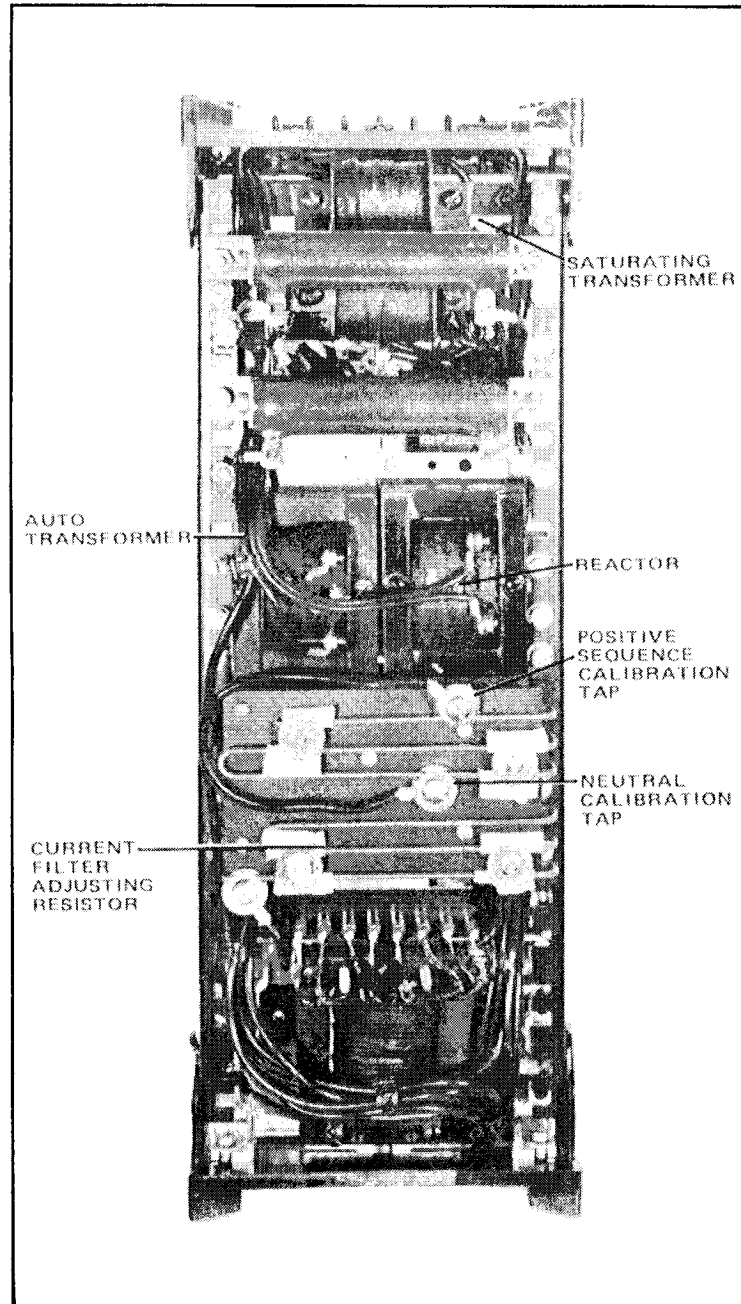 SATURATING
TRANSFORMER
AUTO
TRANSFORMER
REACTOR
POSITIVE
SEQUENCE
CALIBRATION
TAP
NEUTRAL
CALIBRATION
TAP
CURRENT
FILTER
ADJUSTING
RESISTOR